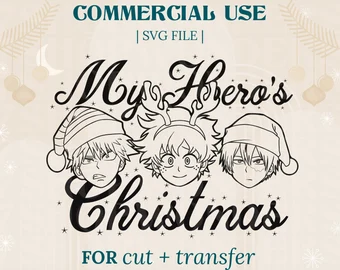 COMMERCIAL USE
| SVG FILE |
My Hero's
Christmas
FOR cut + transfer